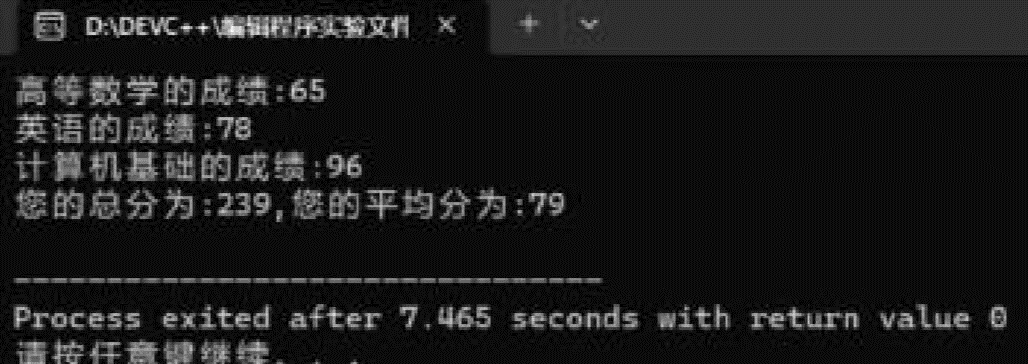 D:\DEVC++\编辑程序实验文件
高等数学的成绩:65
英语的成绩:78
计算机基础的成绩:96
您的总分为:239,您的平均分为:79
--------------------------------
Process exited after 7.465 seconds with return value 0
请按任意键继续. . .